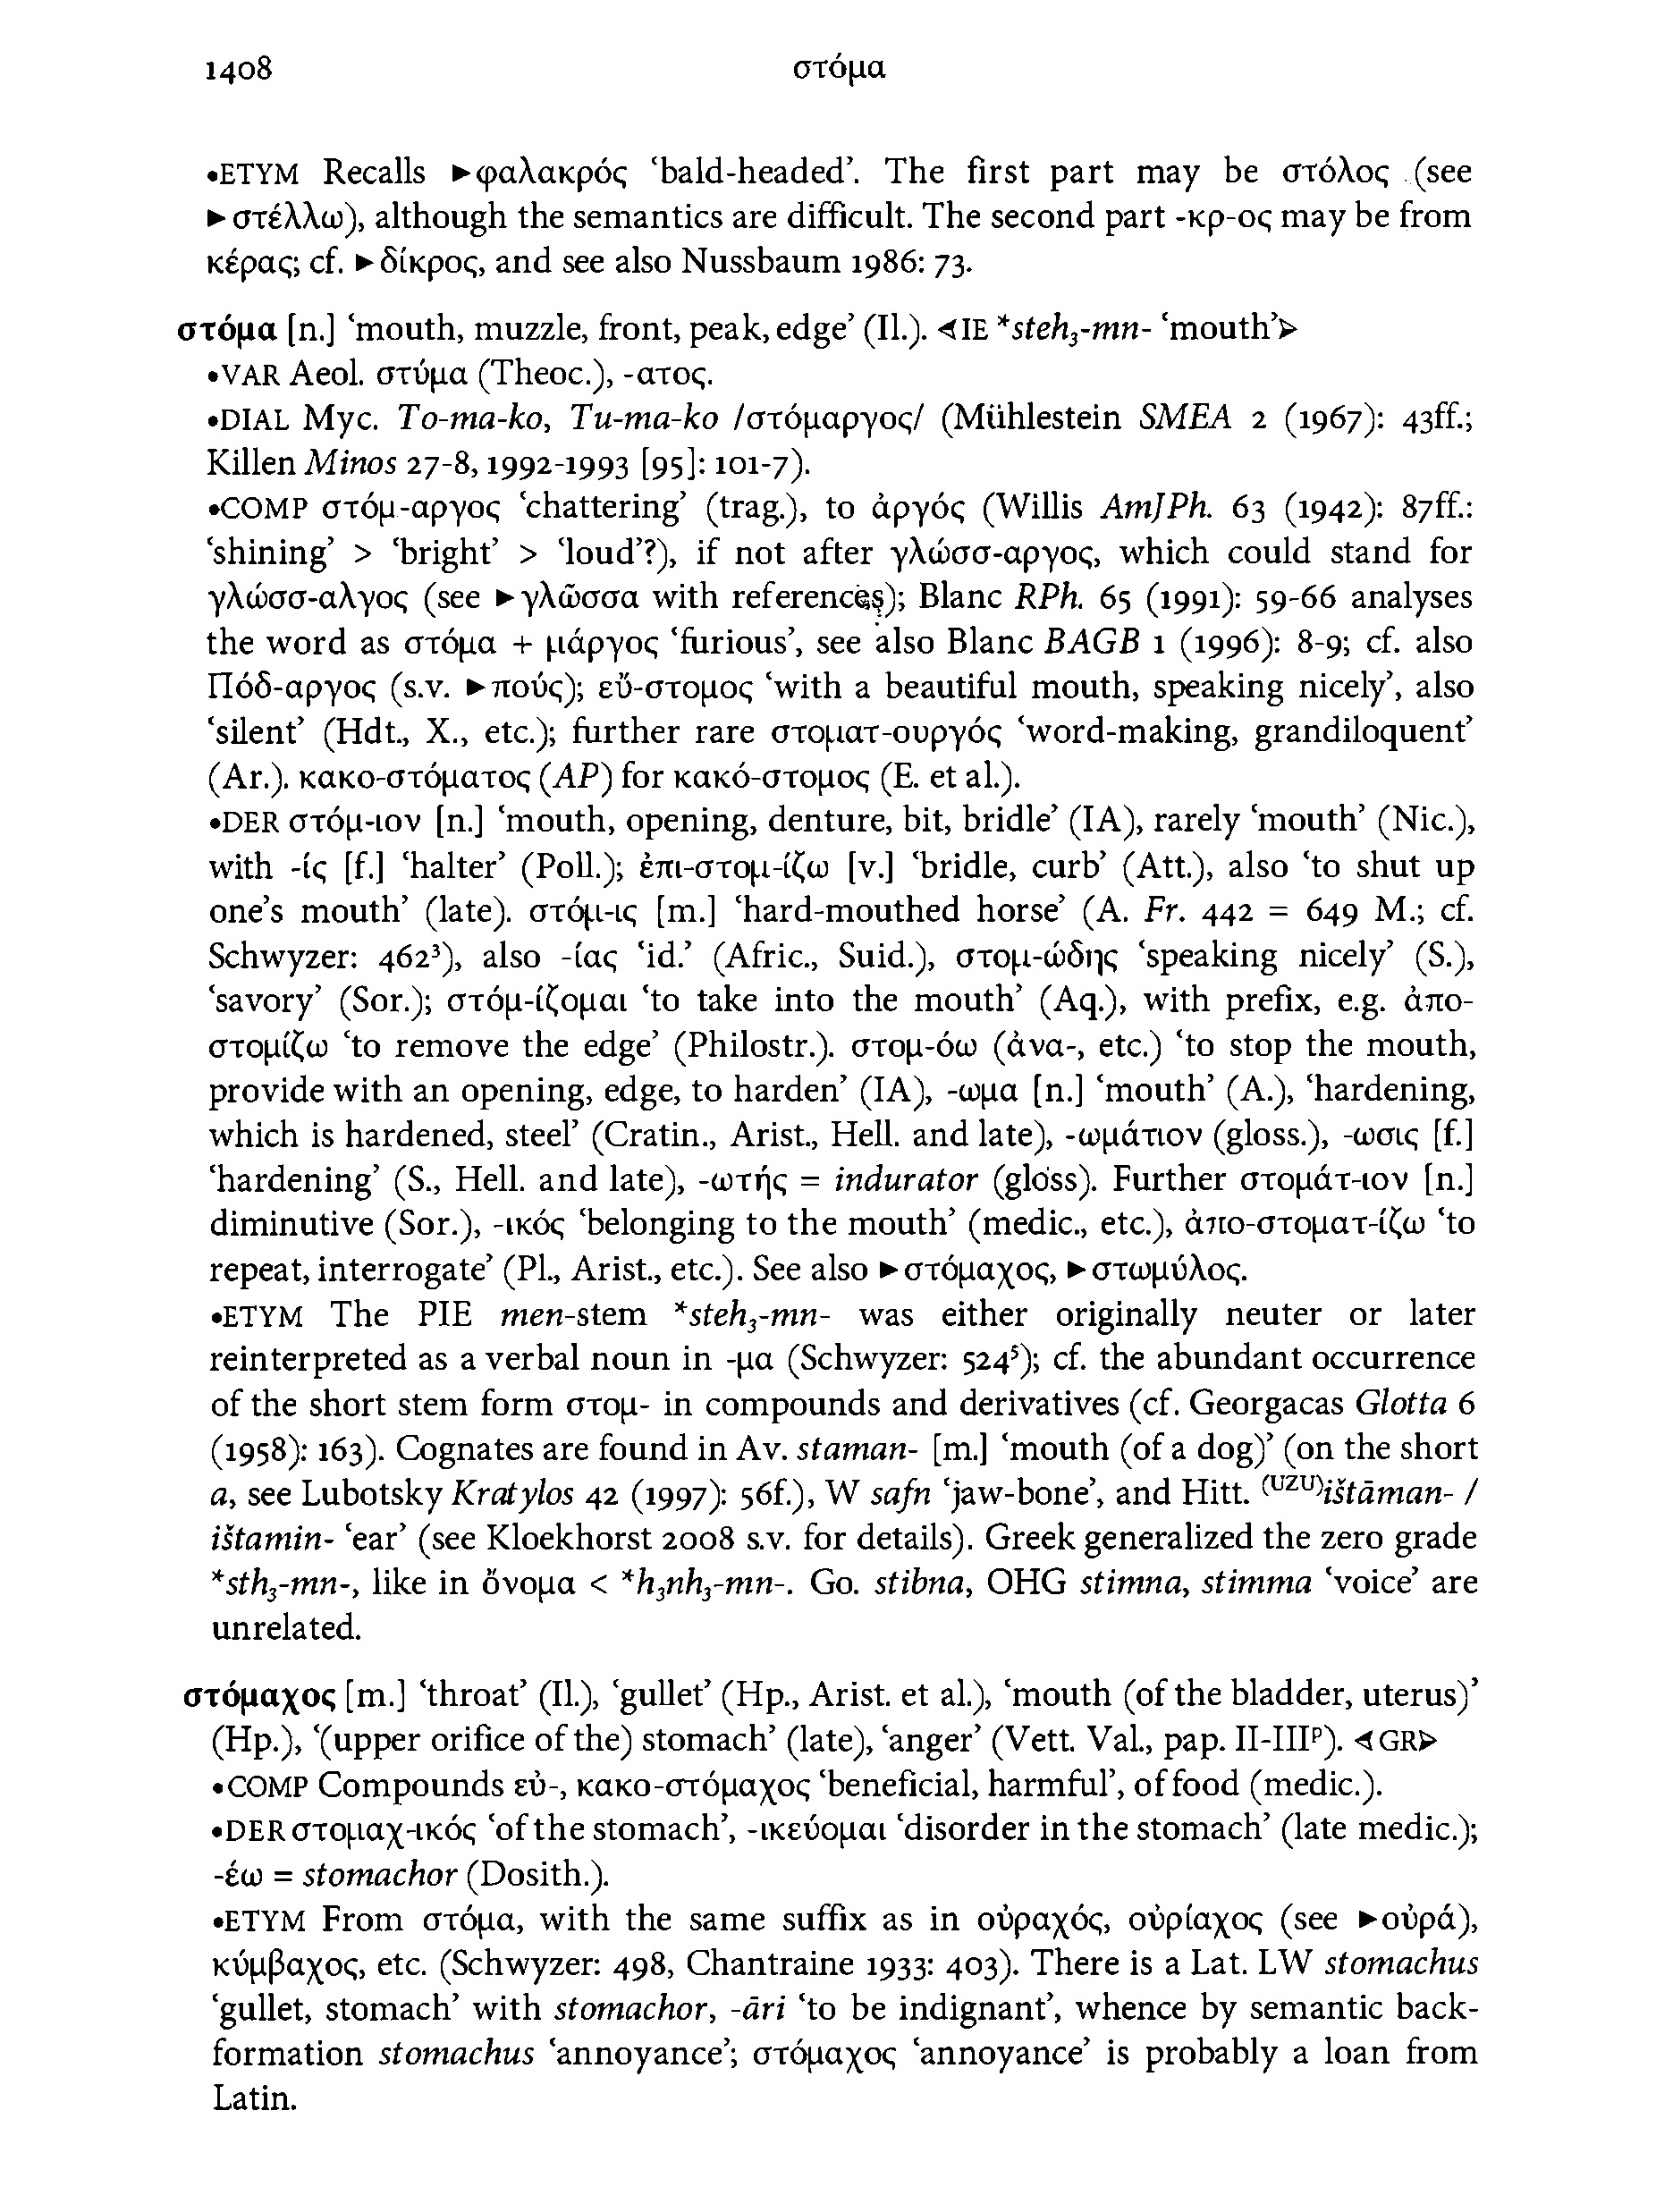 1408 στόμα
•ETYM Recalls ►φαλακρός ‘bald-headed’. The first part may be στόλος (see
►στέλλω), although the semantics are difficult. The second part -κρ-ος may be from
κέρας; cf. ►δίκρος, and see also Nussbaum 1986: 73.
στόμα [n.] ‘mouth, muzzle, front, peak, edge’ (Il.). ⊲IE *steh₃-mn- ‘mouth’⊳
•VAR Aeol. στύμα (Theoc.), -ατος.
•DIAL Myc. To-ma-ko, Tu-ma-ko /στόμαργος/ (Mühlestein SMEA 2 (1967): 43ff.;
Killen Minos 27-8, 1992-1993 [95]: 101-7).
•COMP στόμ-αργος ‘chattering’ (trag.), to ἀργός (Willis AmJPh. 63 (1942): 87ff.:
‘shining’ > ‘bright’ > ‘loud’?), if not after γλώσσ-αργος, which could stand for
γλώσσ-αλγος (see ►γλῶσσα with references); Blanc RPh. 65 (1991): 59-66 analyses
the word as στόμα + μάργος ‘furious’, see also Blanc BAGB 1 (1996): 8-9; cf. also
Πόδ-αργος (s.v. ►πούς); εὔ-στομος ‘with a beautiful mouth, speaking nicely’, also
‘silent’ (Hdt., X., etc.); further rare στοματ-ουργός ‘word-making, grandiloquent’
(Ar.). κακο-στόματος (AP) for κακό-στομος (E. et al.).
•DER στόμ-ιον [n.] ‘mouth, opening, denture, bit, bridle’ (IA), rarely ‘mouth’ (Nic.),
with -ίς [f.] ‘halter’ (Poll.); ἐπι-στομ-ίζω [v.] ‘bridle, curb’ (Att.), also ‘to shut up
one’s mouth’ (late). στόμ-ις [m.] ‘hard-mouthed horse’ (A. Fr. 442 = 649 M.; cf.
Schwyzer: 462³), also -ίας ‘id.’ (Afric., Suid.), στομ-ώδης ‘speaking nicely’ (S.),
‘savory’ (Sor.); στόμ-ίζομαι ‘to take into the mouth’ (Aq.), with prefix, e.g. ἀπο-
στομίζω ‘to remove the edge’ (Philostr.). στομ-όω (ἀνα-, etc.) ‘to stop the mouth,
provide with an opening, edge, to harden’ (IA), -ωμα [n.] ‘mouth’ (A.), ‘hardening,
which is hardened, steel’ (Cratin., Arist., Hell. and late), -ωμάτιον (gloss.), -ωσις [f.]
‘hardening’ (S., Hell. and late), -ωτής = indurator (gloss). Further στομάτ-ιον [n.]
diminutive (Sor.), -ικός ‘belonging to the mouth’ (medic., etc.), ἀπο-στοματ-ίζω ‘to
repeat, interrogate’ (Pl., Arist., etc.). See also ►στόμαχος, ►στωμύλος.
•ETYM The PIE men-stem *steh₃-mn- was either originally neuter or later
reinterpreted as a verbal noun in -μα (Schwyzer: 524⁵); cf. the abundant occurrence
of the short stem form στομ- in compounds and derivatives (cf. Georgacas Glotta 6
(1958): 163). Cognates are found in Av. staman- [m.] ‘mouth (of a dog)’ (on the short
a, see Lubotsky Kratylos 42 (1997): 56f.), W safn ‘jaw-bone’, and Hitt. (UZU)ištāman- /
ištamin- ‘ear’ (see Kloekhorst 2008 s.v. for details). Greek generalized the zero grade
*sth₃-mn-, like in ὄνομα < *h₃nh₃-mn-. Go. stibna, OHG stimna, stimma ‘voice’ are
unrelated.
στόμαχος [m.] ‘throat’ (Il.), ‘gullet’ (Hp., Arist. et al.), ‘mouth (of the bladder, uterus)’
(Hp.), ‘(upper orifice of the) stomach’ (late), ‘anger’ (Vett. Val., pap. II-IIIᵖ). ⊲GR⊳
•COMP Compounds εὐ-, κακο-στόμαχος ‘beneficial, harmful’, of food (medic.).
•DER στομαχ-ικός ‘of the stomach’, -ικεύομαι ‘disorder in the stomach’ (late medic.);
-έω = stomachor (Dosith.).
•ETYM From στόμα, with the same suffix as in οὐραχός, οὐρίαχος (see ►οὐρά),
κύμβαχος, etc. (Schwyzer: 498, Chantraine 1933: 403). There is a Lat. LW stomachus
‘gullet, stomach’ with stomachor, -āri ‘to be indignant’, whence by semantic back-
formation stomachus ‘annoyance’; στόμαχος ‘annoyance’ is probably a loan from
Latin.